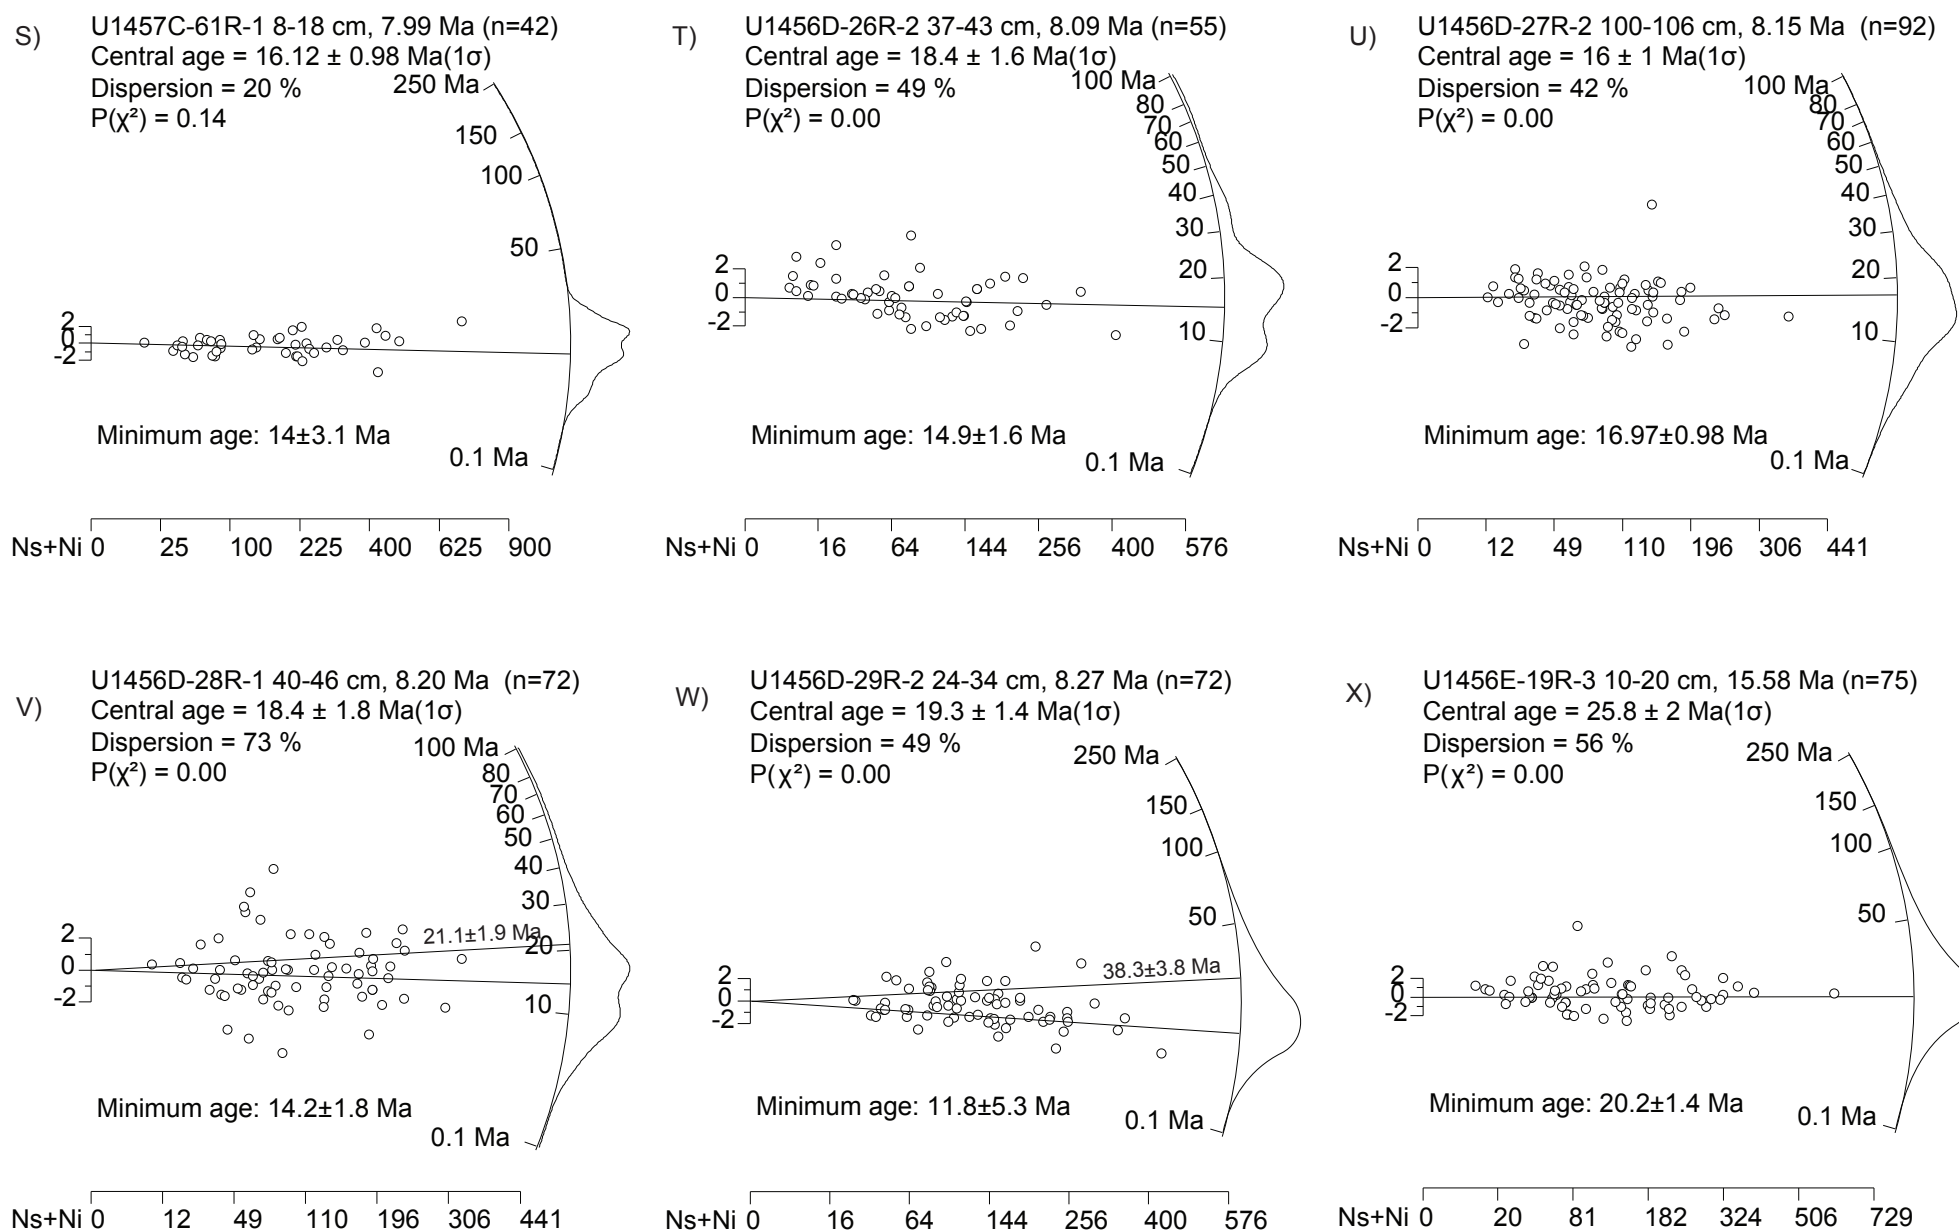 S)
U1457C-61R-1 8-18 cm, 7.99 Ma (n=42)
Central age = 16.12 ± 0.98 Ma(1σ)
Dispersion = 20 %
P(χ²) = 0.14
250 Ma
150
100
50
2
0
-2
Minimum age: 14±3.1 Ma
0.1 Ma
Ns+Ni 0 25 100 225 400 625 900
T)
U1456D-26R-2 37-43 cm, 8.09 Ma (n=55)
Central age = 18.4 ± 1.6 Ma(1σ)
Dispersion = 49 %
P(χ²) = 0.00
100 Ma
80
70
60
50
40
30
20
10
2
0
-2
Minimum age: 14.9±1.6 Ma
0.1 Ma
Ns+Ni 0 16 64 144 256 400 576
U)
U1456D-27R-2 100-106 cm, 8.15 Ma (n=92)
Central age = 16 ± 1 Ma(1σ)
Dispersion = 42 %
P(χ²) = 0.00
100 Ma
80
70
60
50
40
30
20
10
2
0
-2
Minimum age: 16.97±0.98 Ma
0.1 Ma
Ns+Ni 0 12 49 110 196 306 441
V)
U1456D-28R-1 40-46 cm, 8.20 Ma (n=72)
Central age = 18.4 ± 1.8 Ma(1σ)
Dispersion = 73 %
P(χ²) = 0.00
100 Ma
80
70
60
50
40
30
21.1±1.9 Ma
20
10
2
0
-2
Minimum age: 14.2±1.8 Ma
0.1 Ma
Ns+Ni 0 12 49 110 196 306 441
W)
U1456D-29R-2 24-34 cm, 8.27 Ma (n=72)
Central age = 19.3 ± 1.4 Ma(1σ)
Dispersion = 49 %
P(χ²) = 0.00
250 Ma
150
100
50
38.3±3.8 Ma
2
0
-2
Minimum age: 11.8±5.3 Ma
0.1 Ma
Ns+Ni 0 16 64 144 256 400 576
X)
U1456E-19R-3 10-20 cm, 15.58 Ma (n=75)
Central age = 25.8 ± 2 Ma(1σ)
Dispersion = 56 %
P(χ²) = 0.00
250 Ma
150
100
50
2
0
-2
Minimum age: 20.2±1.4 Ma
0.1 Ma
Ns+Ni 0 20 81 182 324 506 729